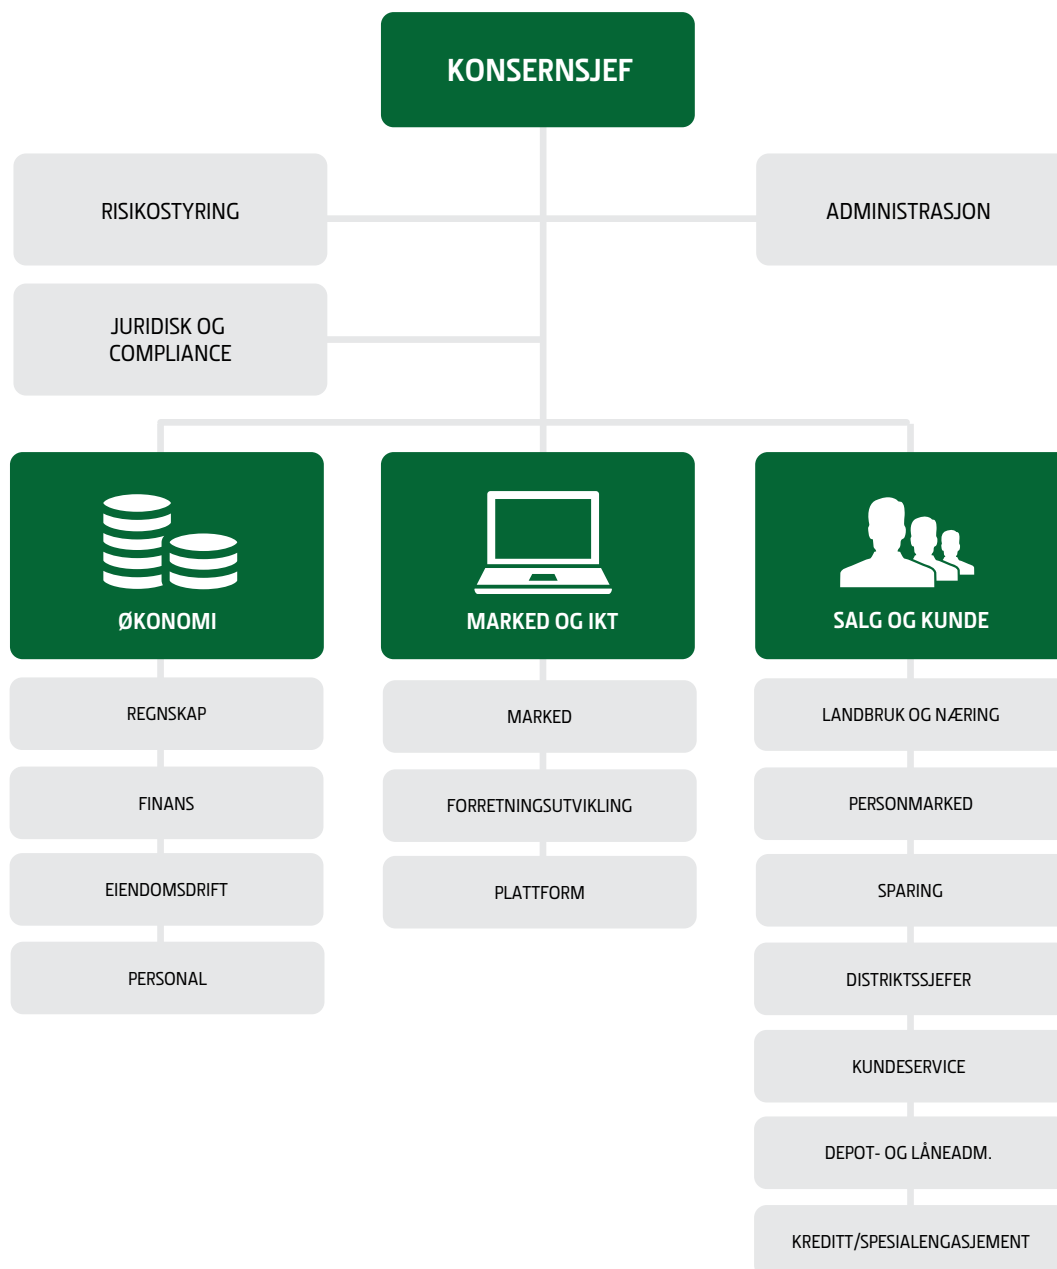 KONSERNSJEF
RISIKOSTYRING
ADMINISTRASJON
JURIDISK OG
COMPLIANCE
ØKONOMI
MARKED OG IKT
SALG OG KUNDE
REGNSKAP
FINANS
EIENDOMSDRIFT
PERSONAL
MARKED
FORRETNINGSUTVIKLING
PLATTFORM
LANDBRUK OG NÆRING
PERSONMARKED
SPARING
DISTRIKTSSJEFER
KUNDESERVICE
DEPOT- OG LÅNEADM.
KREDITT/SPESIALENGASJEMENT